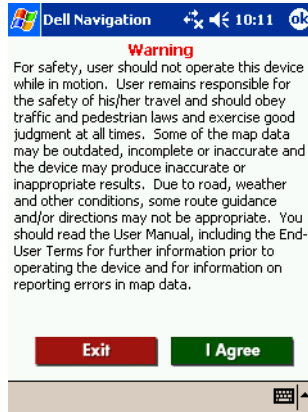 Dell Navigation 10:11 ok
Warning
For safety, user should not operate this device
while in motion. User remains responsible for
the safety of his/her travel and should obey
traffic and pedestrian laws and exercise good
judgment at all times. Some of the map data
may be outdated, incomplete or inaccurate and
the device may produce inaccurate or
inappropriate results. Due to road, weather
and other conditions, some route guidance
and/or directions may not be appropriate. You
should read the User Manual, including the End-
User Terms for further information prior to
operating the device and for information on
reporting errors in map data.
Exit I Agree